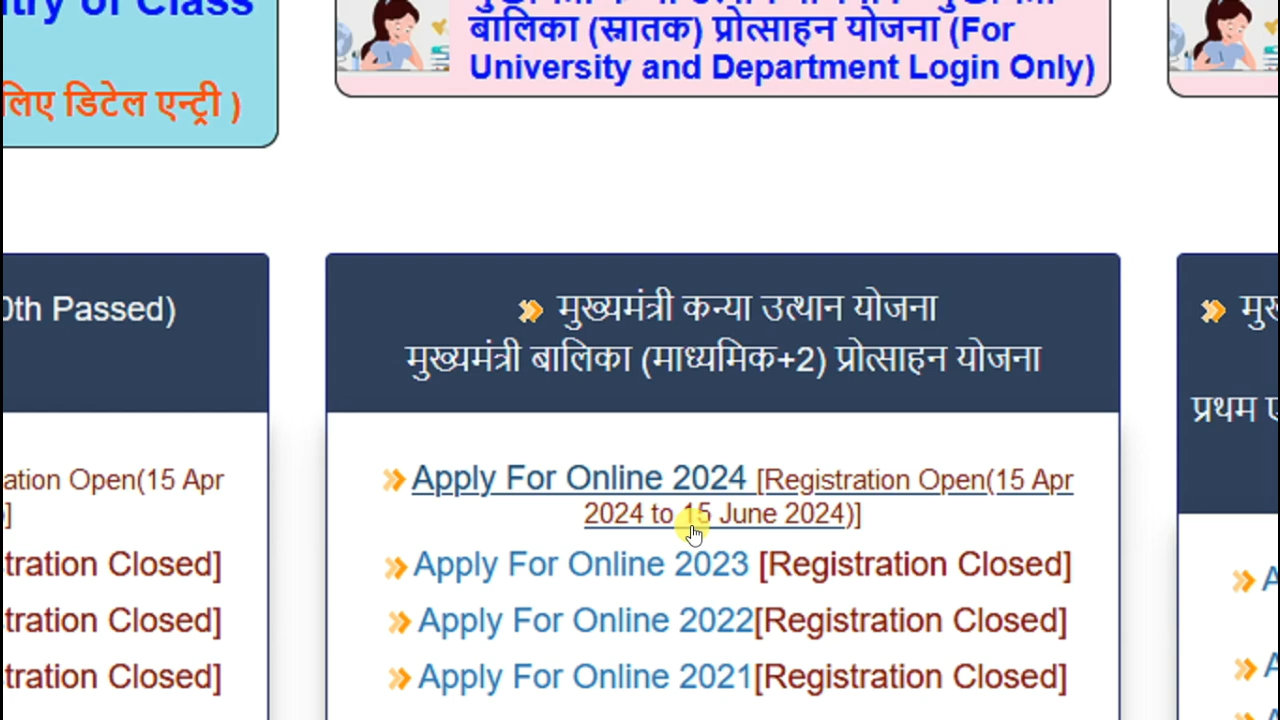 try of Class
लिए डिटेल एन्ट्री )
बालिका (स्नातक) प्रोत्साहन योजना (For
University and Department Login Only)
0th Passed)
ation Open(15 Apr
)]
tration Closed]
tration Closed]
tration Closed]
मुख्यमंत्री कन्या उत्थान योजना
मुख्यमंत्री बालिका (माध्यमिक+2) प्रोत्साहन योजना
Apply For Online 2024 [Registration Open(15 Apr
2024 to 15 June 2024)]
Apply For Online 2023 [Registration Closed]
Apply For Online 2022[Registration Closed]
Apply For Online 2021[Registration Closed]
मुख
प्रथम ए
A
A